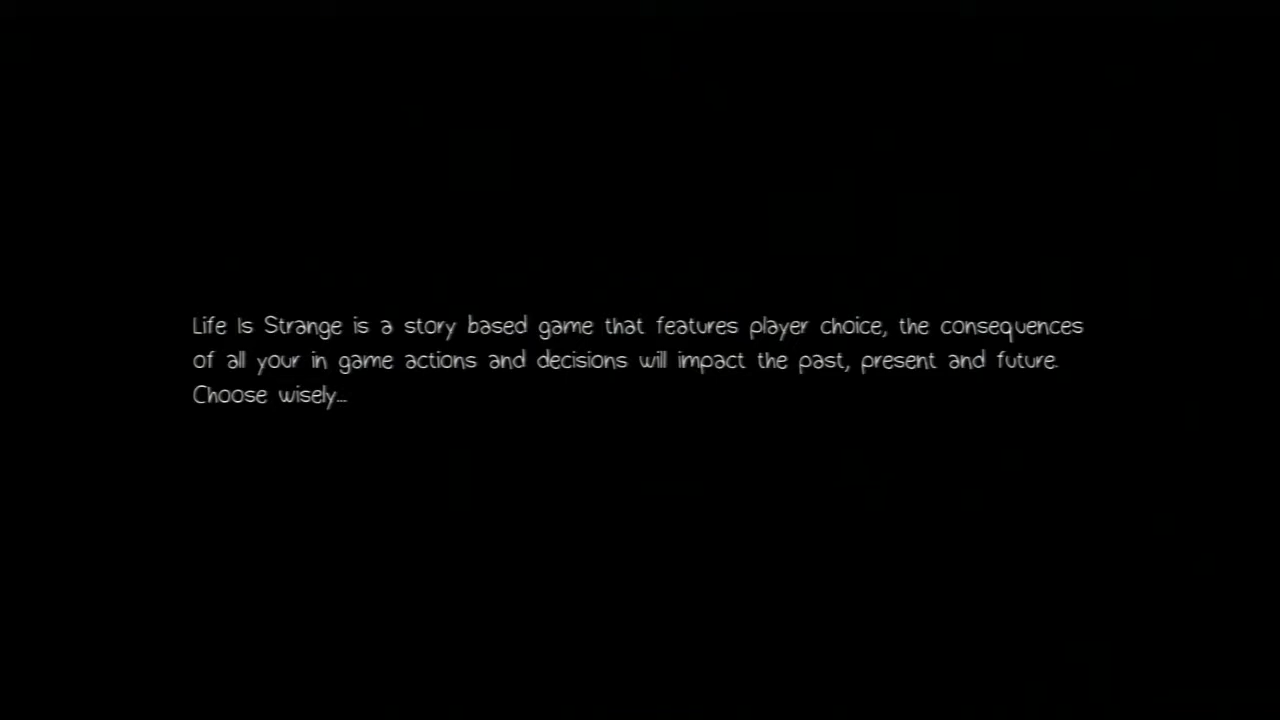 Life Is Strange is a story based game that features player choice, the consequences
of all your in game actions and decisions will impact the past, present and future.
Choose wisely...